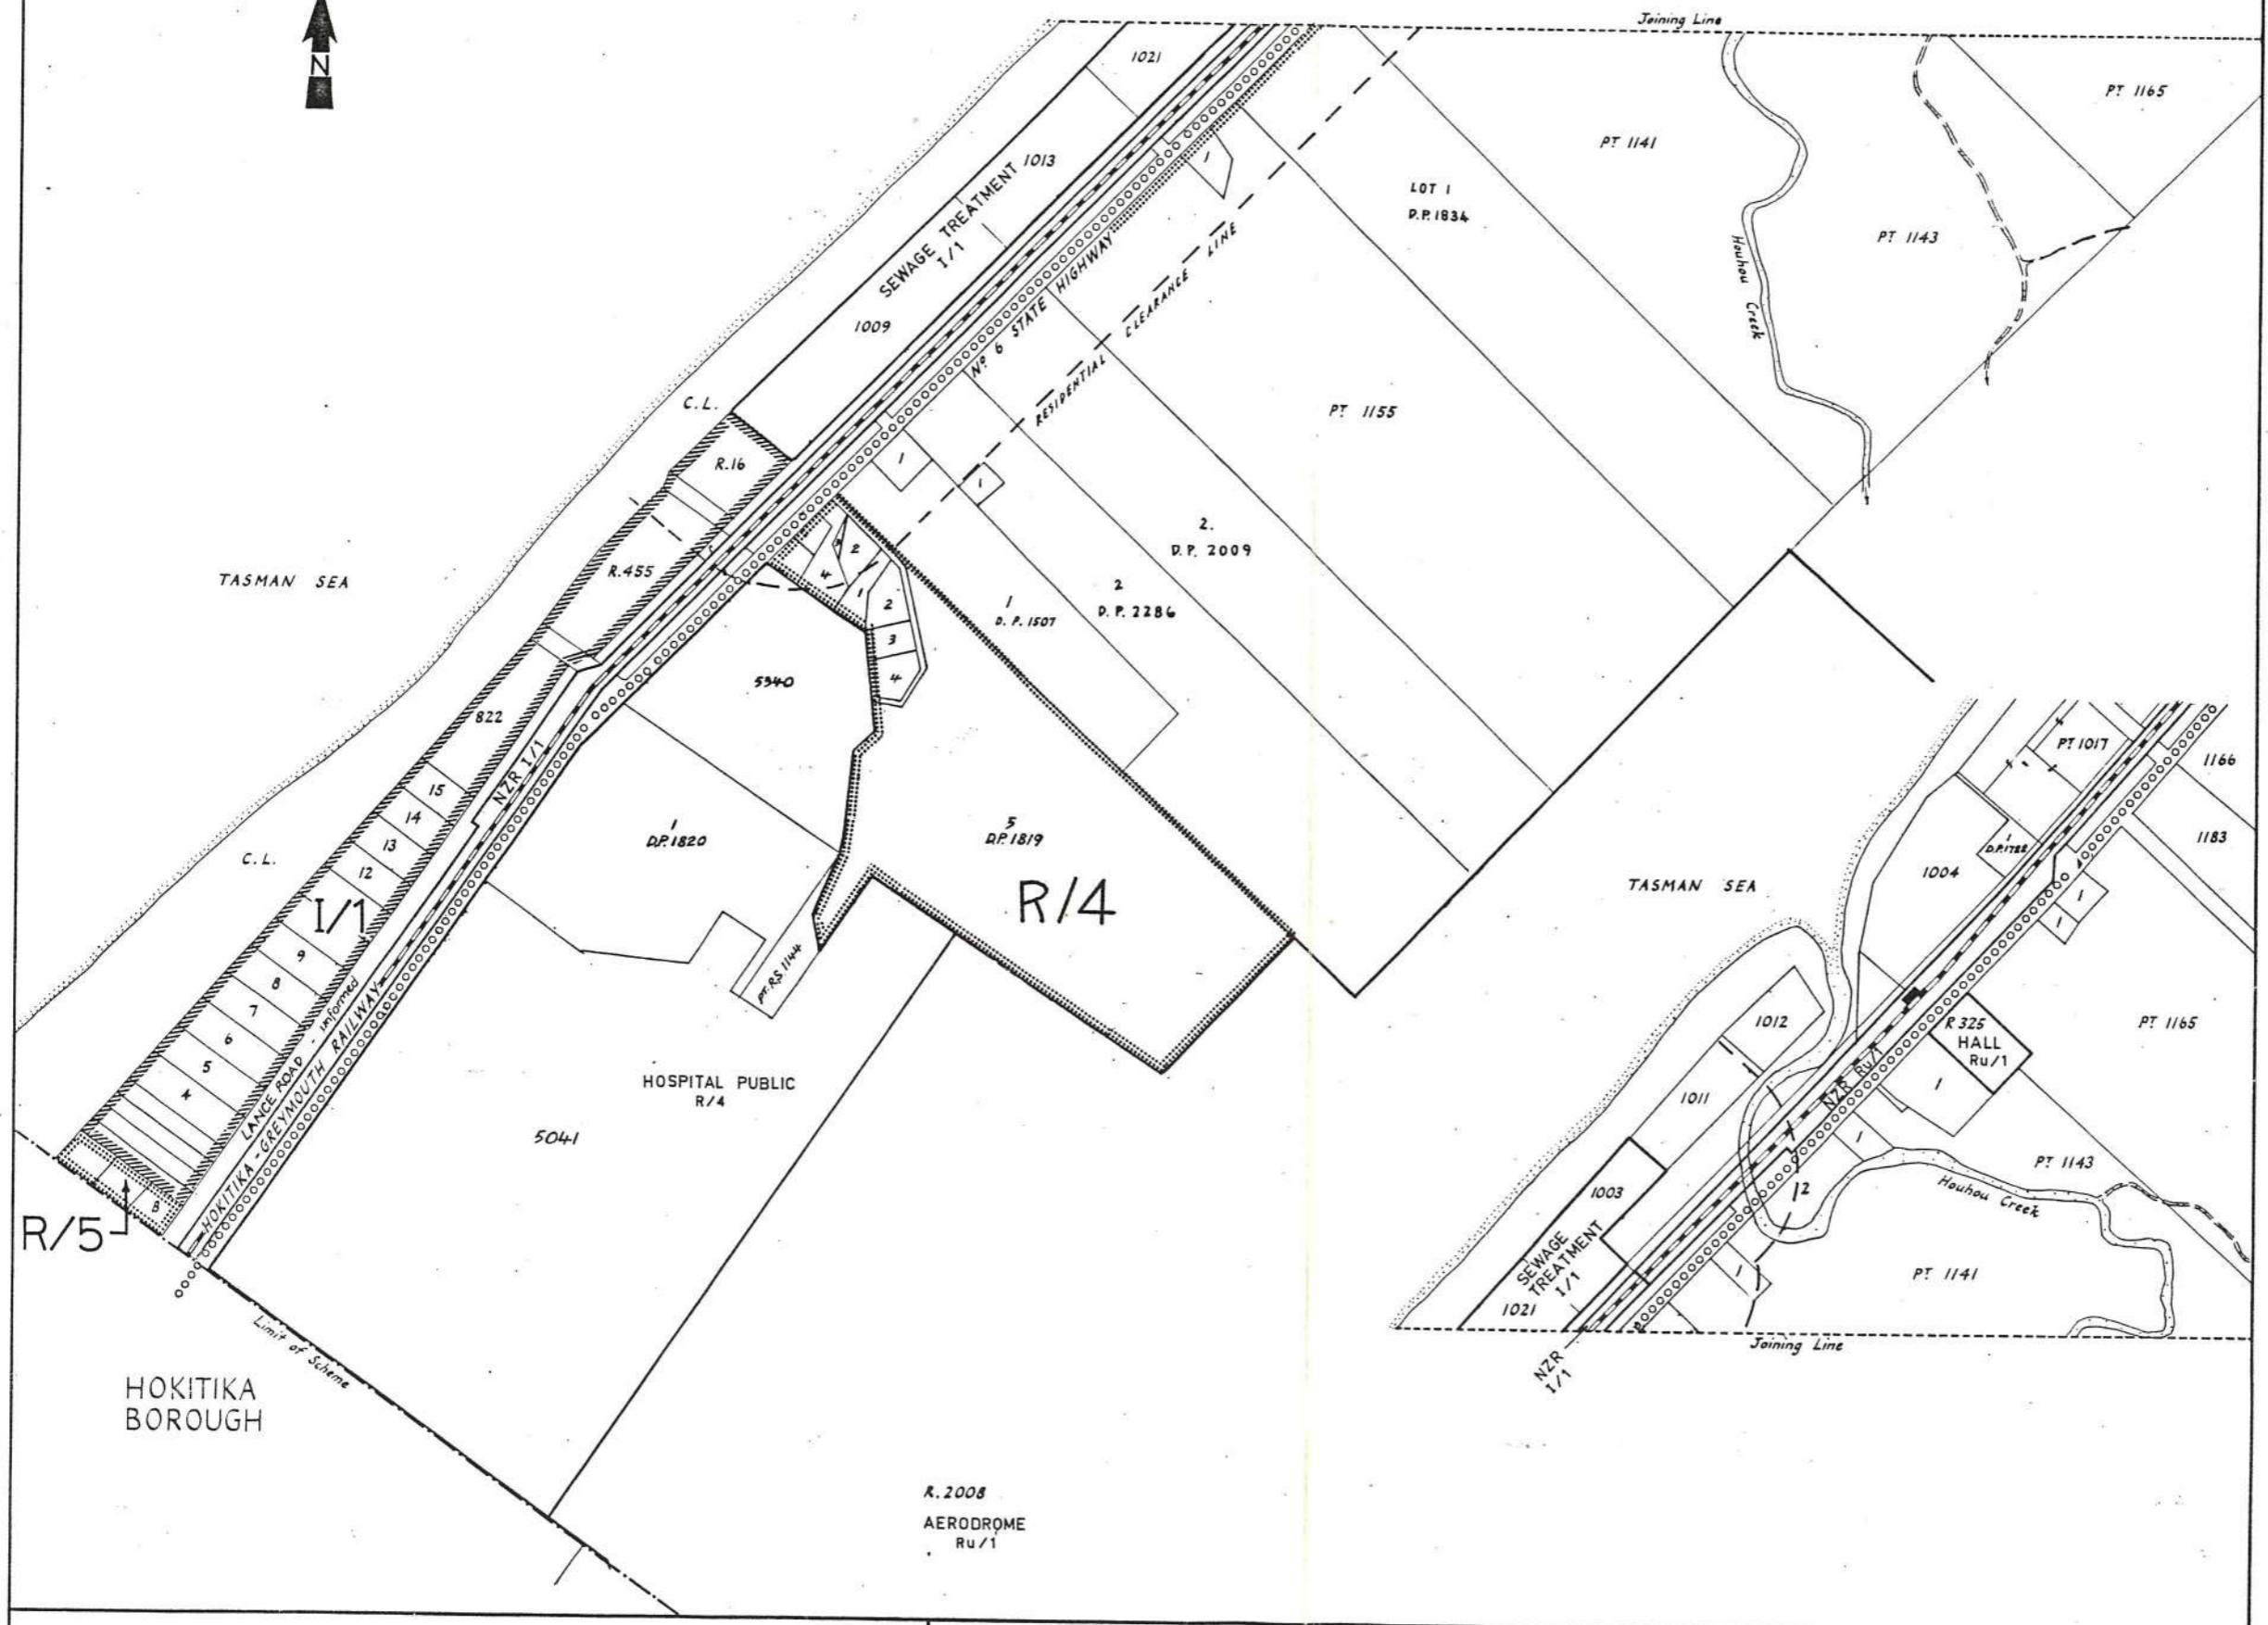 N
Joining Line
1021
PT 1165
PT 1141
1013
SEWAGE TREATMENT
I/1
LOT 1
D.P. 1834
PT 1143
1
Houhou Creek
1009
Nº 6 STATE HIGHWAY
RESIDENTIAL CLEARANCE LINE
C.L.
PT 1155
R.16
1
1
2.
D.P. 2009
TASMAN SEA
R.455
2
4
1
2
3
4
1
D.P. 1507
2
D.P. 2286
5340
822
NZR I/1
15
14
13
12
I/1
9
8
7
6
5
4
C.L.
1
D.P. 1820
5
D.P. 1819
R/4
PT. R.S. 1144
LANCE ROAD - unformed
HOKITIKA - GREYMOUTH RAILWAY
HOSPITAL PUBLIC
R/4
5041
B
R/5
Limit of Scheme
HOKITIKA
BOROUGH
R. 2008
AERODROME
Ru/1
PT 1017
1166
1183
1
D.P. 1788
1004
TASMAN SEA
1
1
1012
R 325
HALL
Ru/1
PT 1165
1011
NZR Ru/1
1
1
PT 1143
Houhou Creek
1003
12
SEWAGE
TREATMENT
I/1
1
PT 1141
1021
Joining Line
NZR
I/1